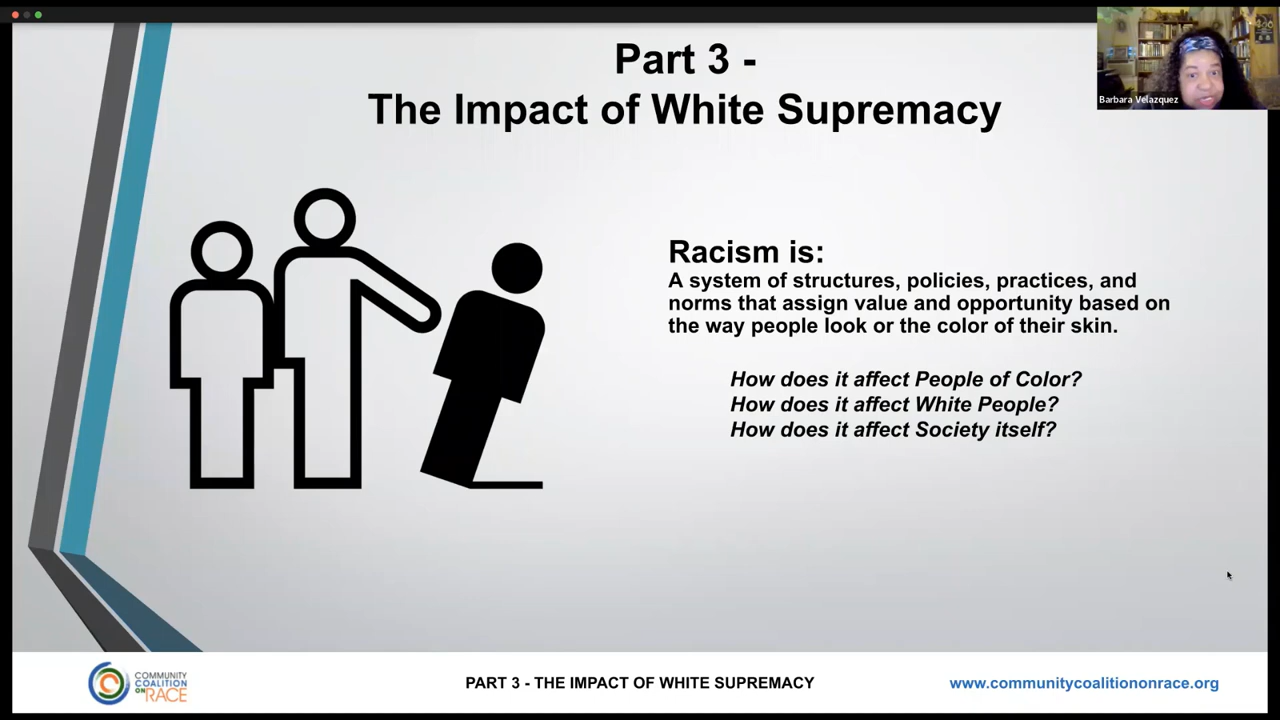 Part 3 -
The Impact of White Supremacy
Barbara Velazquez
Racism is:
A system of structures, policies, practices, and
norms that assign value and opportunity based on
the way people look or the color of their skin.
How does it affect People of Color?
How does it affect White People?
How does it affect Society itself?
COMMUNITY
COALITION
ON RACE
PART 3 - THE IMPACT OF WHITE SUPREMACY
www.communitycoalitiononrace.org